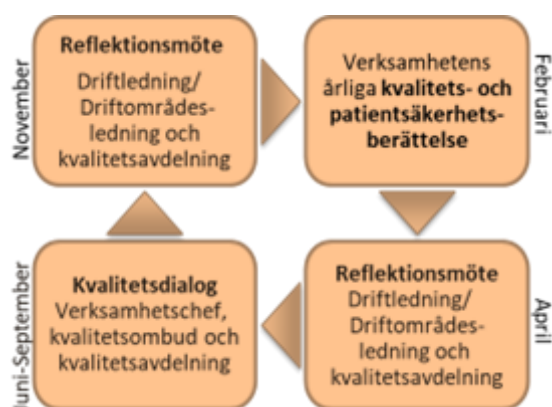 November
Reflektionsmöte
Driftledning/
Driftområdes-
ledning och
kvalitetsavdelning
Verksamhetens
årliga kvalitets- och
patientsäkerhets-
berättelse
Februari
Juni-September
Kvalitetsdialog
Verksamhetschef,
kvalitetsombud och
kvalitetsavdelning
Reflektionsmöte
Driftledning/
Driftområdes-
ledning och
kvalitetsavdelning
April